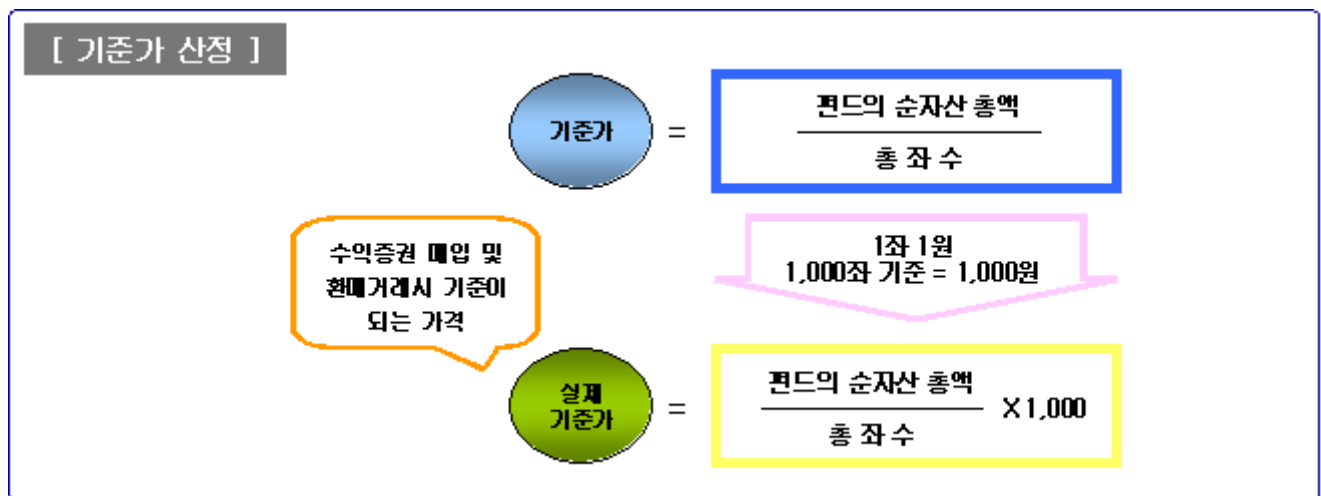 [ 기준가 산정 ]
기준가
=
펀드의 순자산 총액
총 좌 수
수익증권 매입 및
환매거래시 기준이
되는 가격
1좌 1원
1,000좌 기준 = 1,000원
실제
기준가
=
펀드의 순자산 총액
총 좌 수
X 1,000